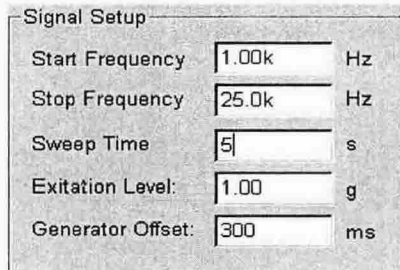 Signal Setup
Start Frequency 1.00k Hz
Stop Frequency 25.0k Hz
Sweep Time 5 s
Exitation Level: 1.00 g
Generator Offset: 300 ms